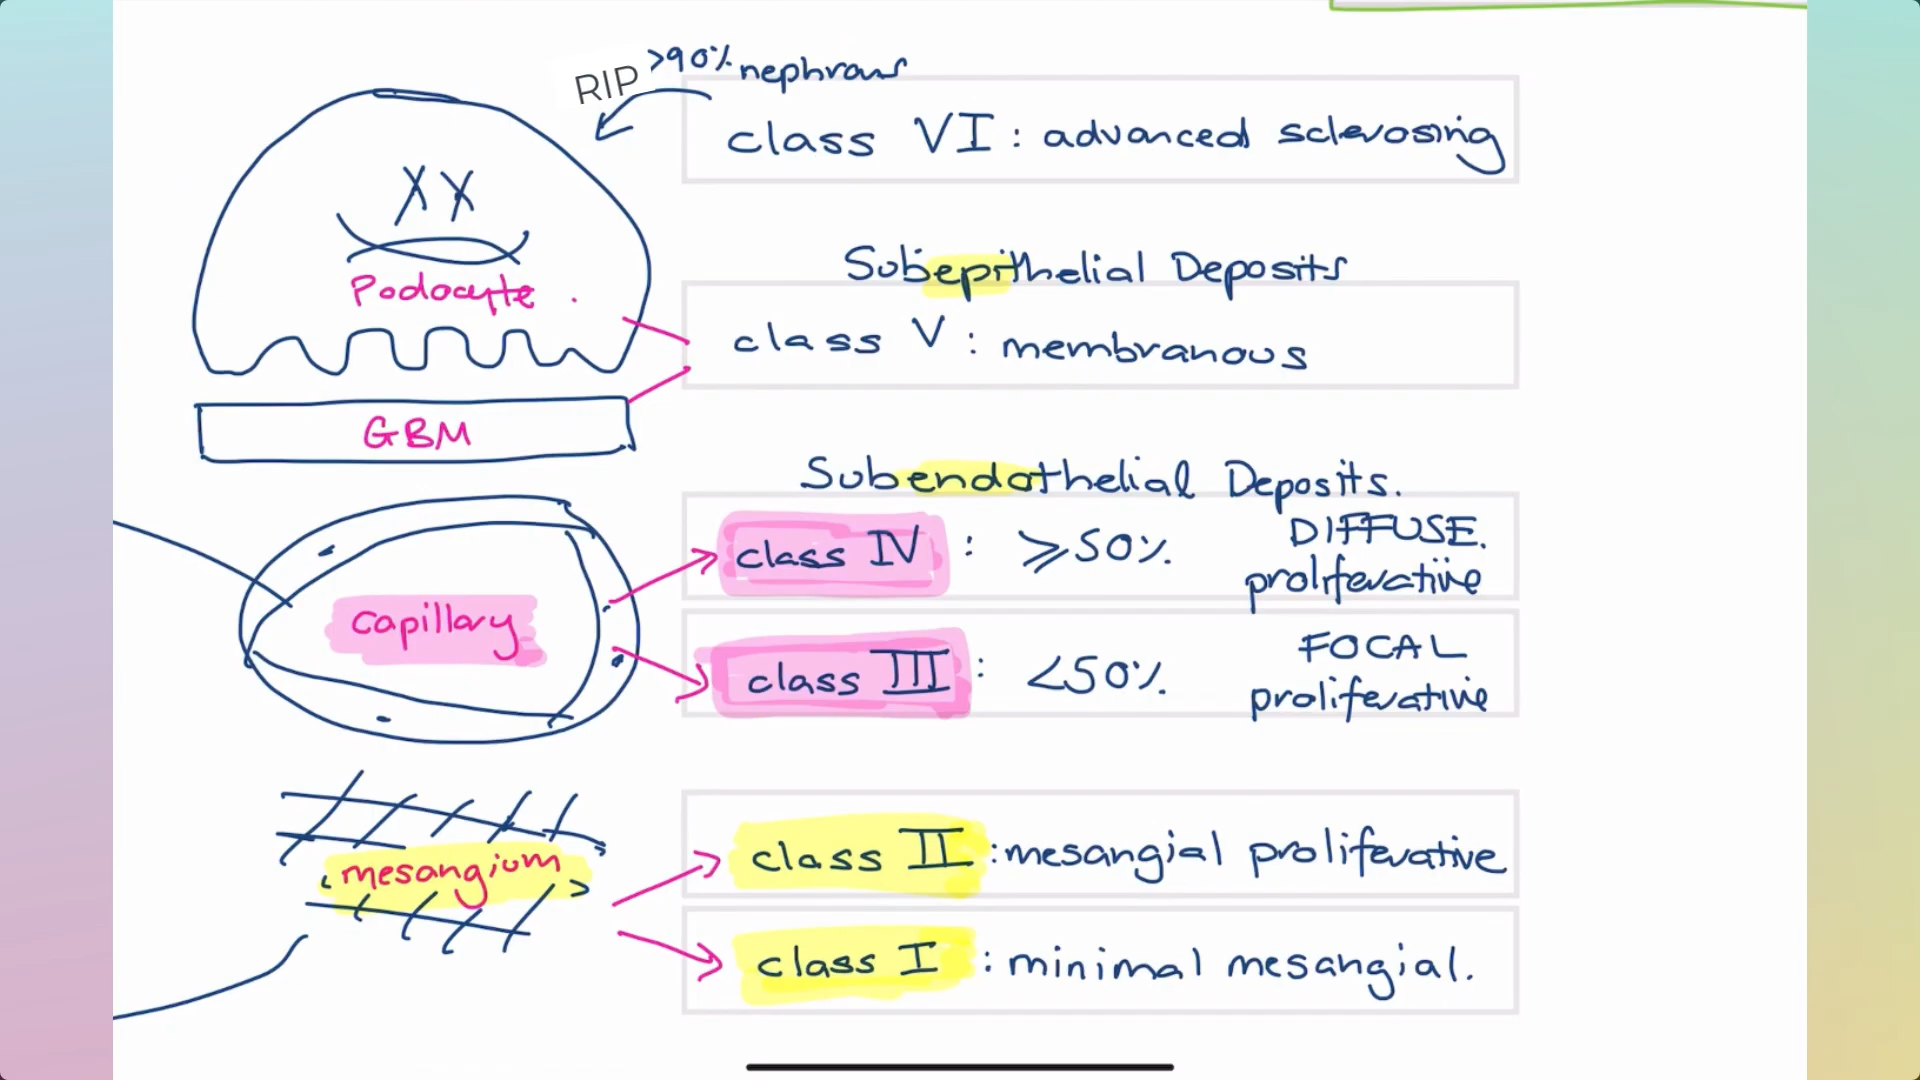 RIP >90% nephrons
class VI : advanced sclerosing
XX
Podocyte
Subepithelial Deposits
class V : membranous
GBM
Subendothelial Deposits.
class IV : ⩾50% DIFFUSE.
proliferative
capillary
class III : <50% FOCAL
proliferative
mesangium
class II : mesangial proliferative
class I : minimal mesangial.